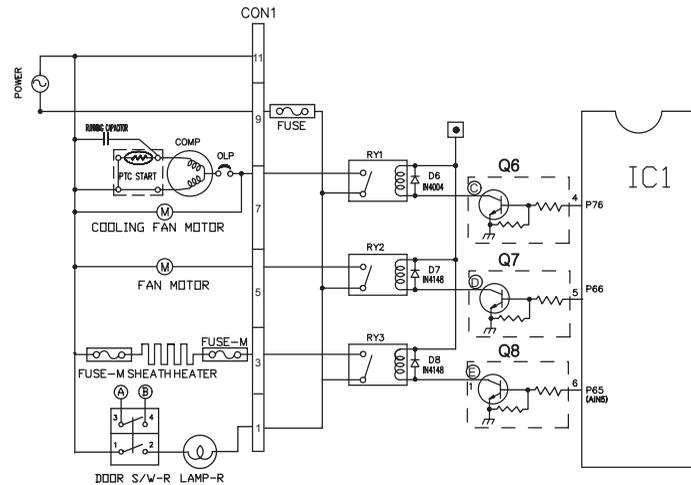 CON1
11
POWER
9
FUSE
RUNNING CAPACITOR
COMP
OLP
PTC START
RY1
D6
IN4004
Q6
C
IC1
4
P76
7
M
COOLING FAN MOTOR
RY2
D7
IN4148
Q7
D
5
P66
M
FAN MOTOR
5
RY3
D8
IN4148
Q8
E
1
6
P65
(AIN5)
FUSE-M
3
FUSE-M SHEATH HEATER
A
B
3
4
1
2
1
DOOR S/W-R LAMP-R